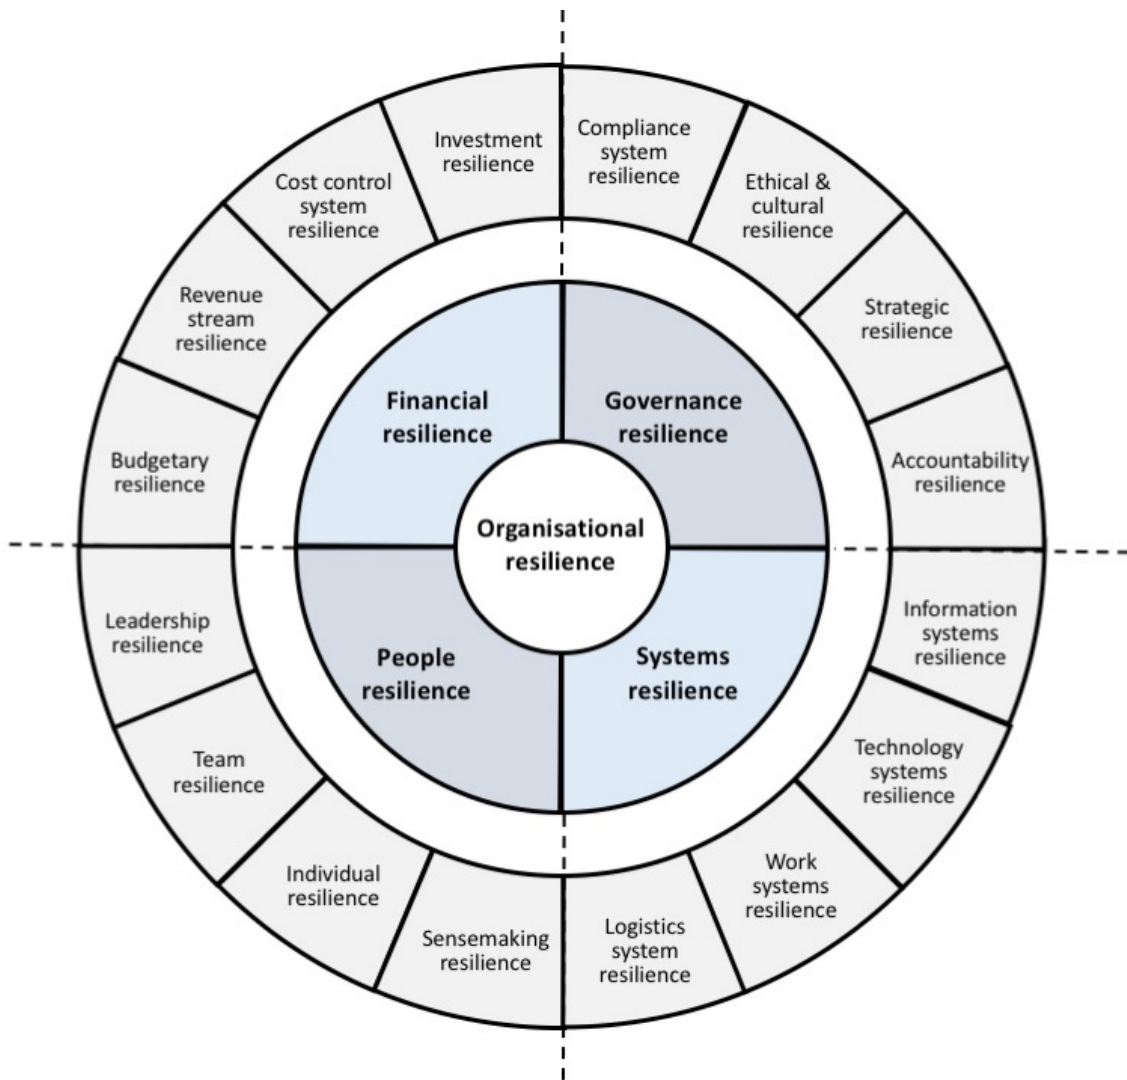 Investment
resilience
Compliance
system
resilience
Ethical &
cultural
resilience
Strategic
resilience
Accountability
resilience
Information
systems
resilience
Technology
systems
resilience
Work
systems
resilience
Logistics
system
resilience
Sensemaking
resilience
Individual
resilience
Team
resilience
Leadership
resilience
Budgetary
resilience
Revenue
stream
resilience
Cost control
system
resilience
Financial
resilience
Governance
resilience
Organisational
resilience
People
resilience
Systems
resilience